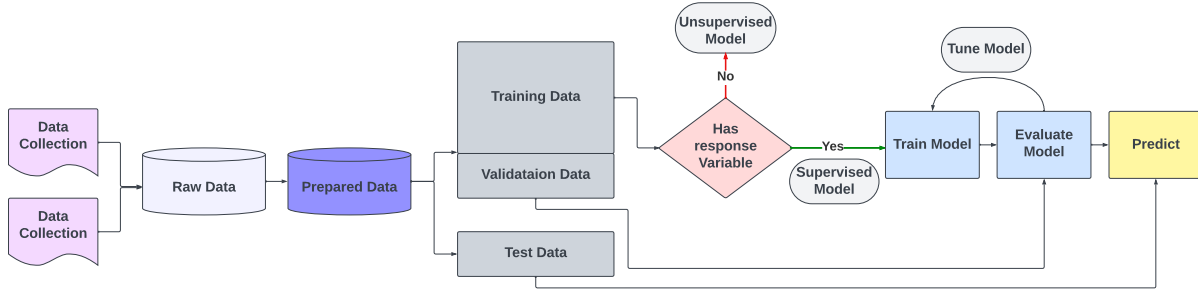 Data
Collection
Data
Collection
Raw Data
Prepared Data
Training Data
Validataion Data
Test Data
Unsupervised
Model
No
Has
response
Variable
Yes
Supervised
Model
Tune Model
Train Model
Evaluate
Model
Predict